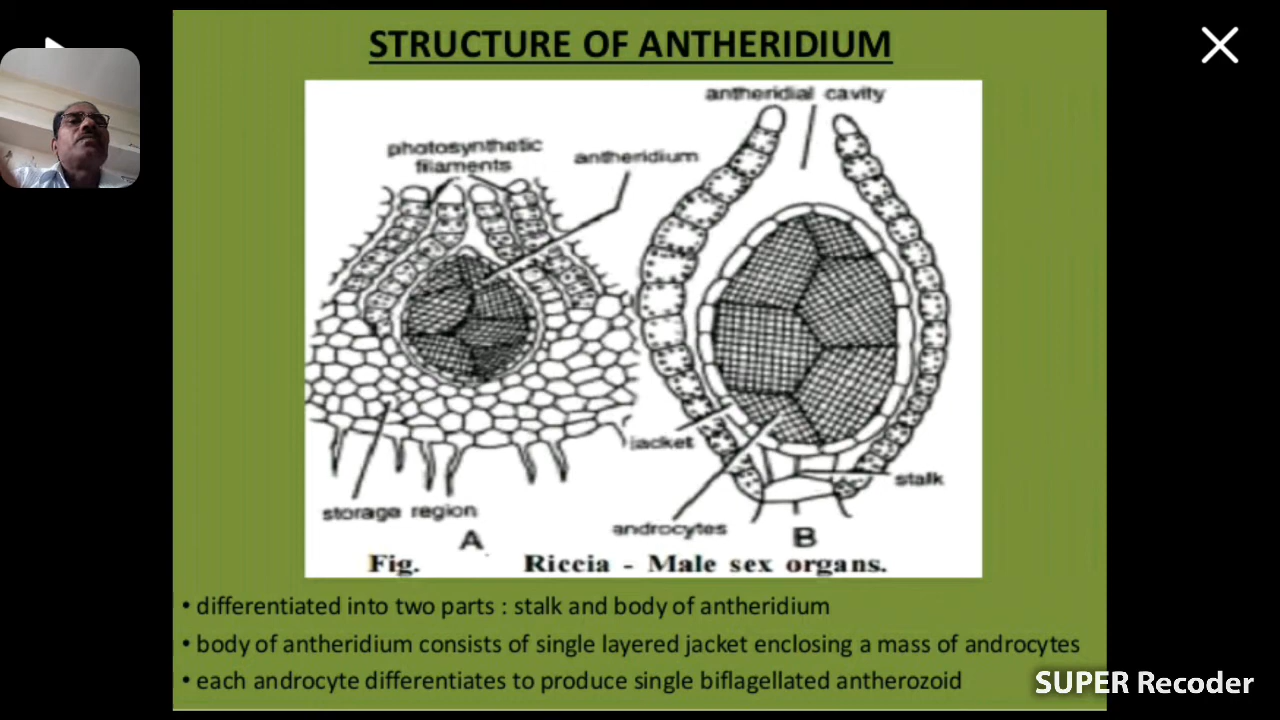 STRUCTURE OF ANTHERIDIUM
antheridial cavity
photosynthetic
filaments
antheridium
jacket
stalk
storage region
androcytes
A
B
Fig. Riccia - Male sex organs.
• differentiated into two parts : stalk and body of antheridium
• body of antheridium consists of single layered jacket enclosing a mass of androcytes
• each androcyte differentiates to produce single biflagellated antherozoid
SUPER Recoder